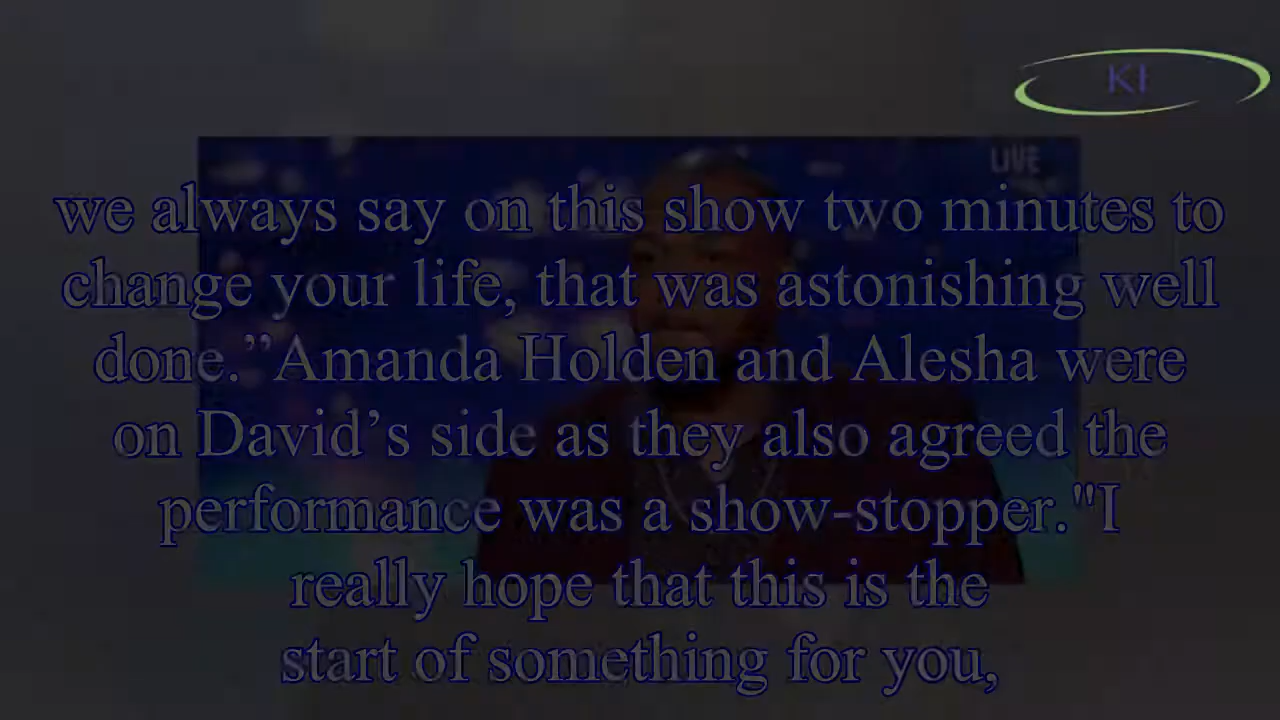 KJ
LIVE
we always say on this show two minutes to
change your life, that was astonishing well
done.”Amanda Holden and Alesha were
on David’s side as they also agreed the
performance was a show-stopper."I
really hope that this is the
start of something for you,